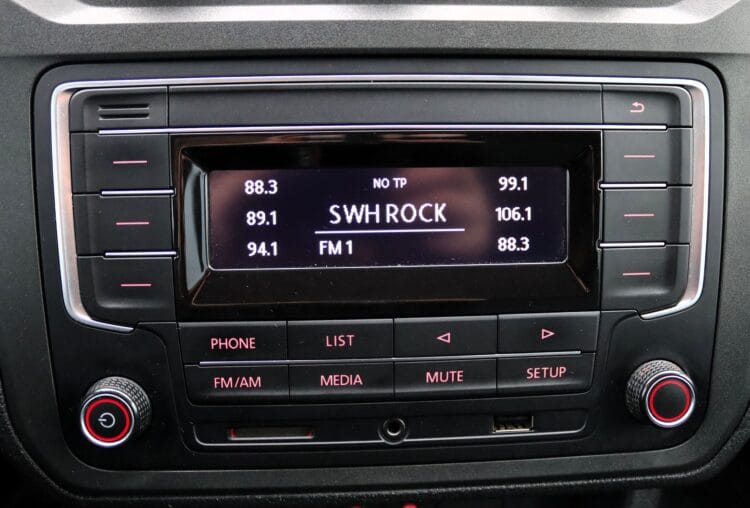 88.3 NO TP 99.1
89.1 SWH ROCK 106.1
94.1 FM 1 88.3
PHONE LIST
FM/AM MEDIA MUTE SETUP